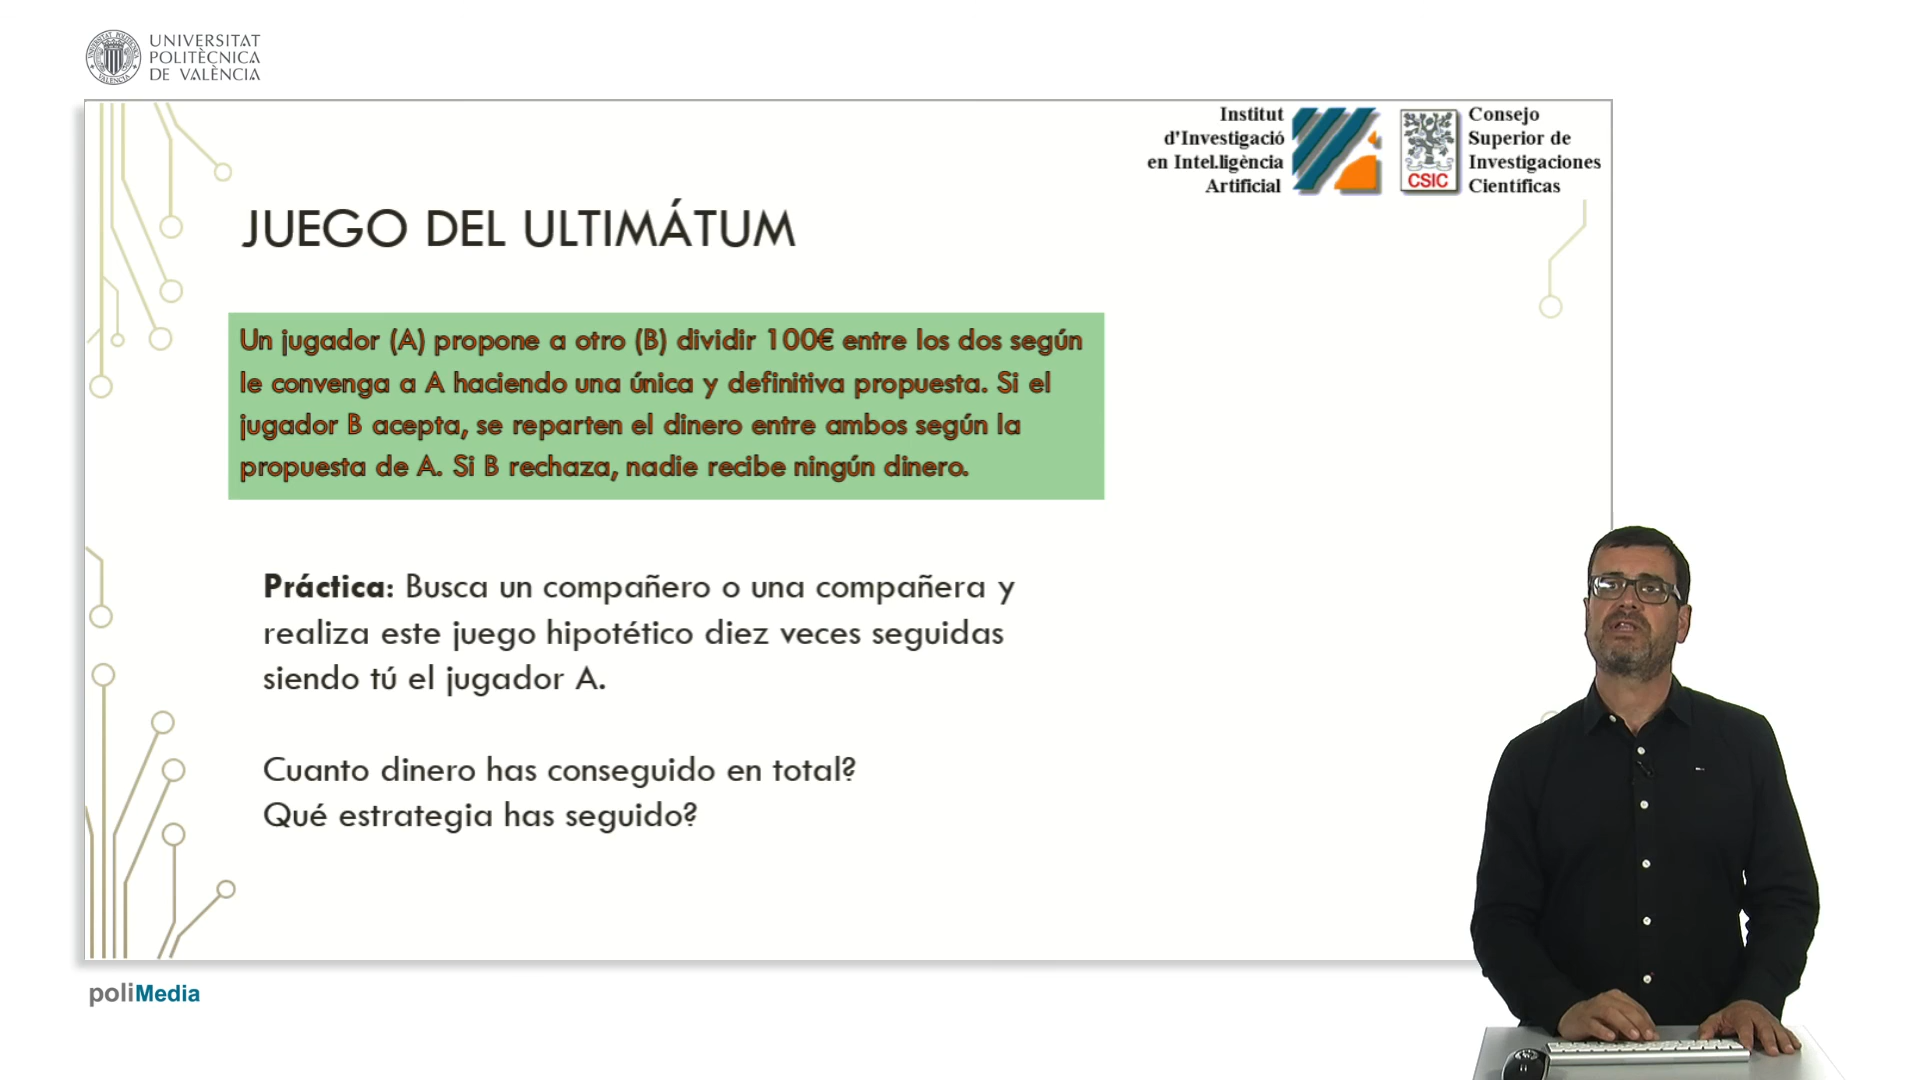 UNIVERSITAT
POLITÈCNICA
DE VALÈNCIA
Institut
d'Investigació
en Intel.ligència
Artificial
CSIC
Consejo
Superior de
Investigaciones
Científicas
JUEGO DEL ULTIMÁTUM
Un jugador (A) propone a otro (B) dividir 100€ entre los dos según
le convenga a A haciendo una única y definitiva propuesta. Si el
jugador B acepta, se reparten el dinero entre ambos según la
propuesta de A. Si B rechaza, nadie recibe ningún dinero.
Práctica: Busca un compañero o una compañera y
realiza este juego hipotético diez veces seguidas
siendo tú el jugador A.
Cuanto dinero has conseguido en total?
Qué estrategia has seguido?
poliMedia